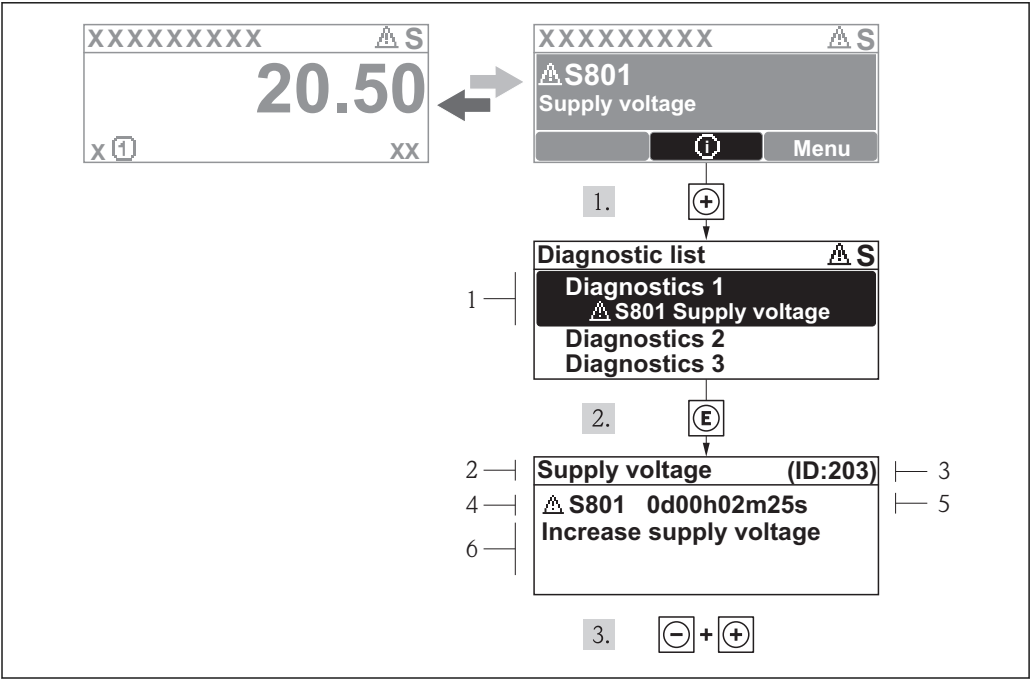 XXXXXXXXX ⚠ S
20.50
X 1 XX
XXXXXXXXX ⚠ S
⚠ S801
Supply voltage
i Menu
1. +
Diagnostic list ⚠ S
1
Diagnostics 1
⚠ S801 Supply voltage
Diagnostics 2
Diagnostics 3
2. E
2 Supply voltage (ID:203) 3
4 ⚠ S801 0d00h02m25s 5
Increase supply voltage
6
3. − + +